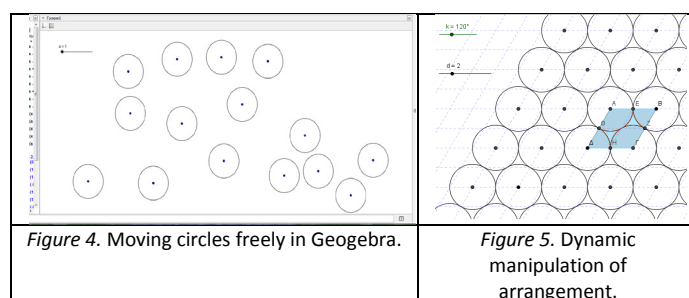 k = 120°
d = 2
A
E
B
Θ
Z
Δ
H
Γ
Figure 4. Moving circles freely in Geogebra.
Figure 5. Dynamic
manipulation of
arrangement.